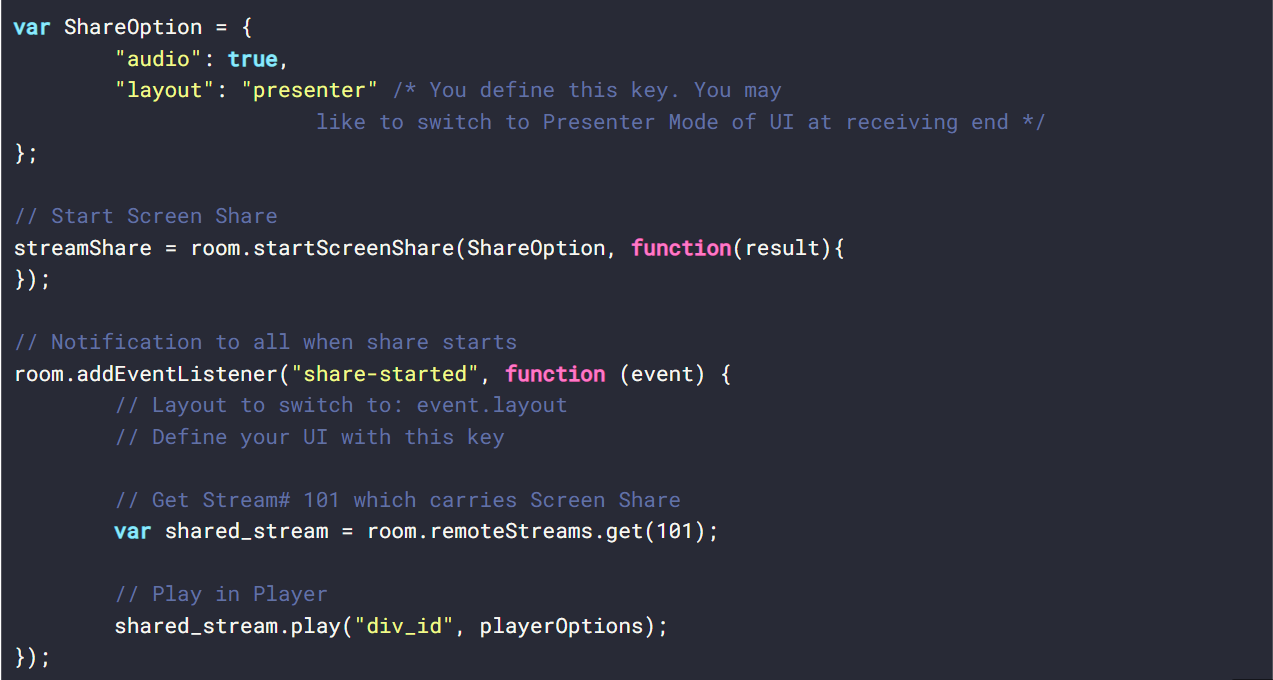 var ShareOption = {
"audio": true,
"layout": "presenter" /* You define this key. You may
like to switch to Presenter Mode of UI at receiving end */
};
// Start Screen Share
streamShare = room.startScreenShare(ShareOption, function(result){
});
// Notification to all when share starts
room.addEventListener("share-started", function (event) {
// Layout to switch to: event.layout
// Define your UI with this key
// Get Stream# 101 which carries Screen Share
var shared_stream = room.remoteStreams.get(101);
// Play in Player
shared_stream.play("div_id", playerOptions);
});